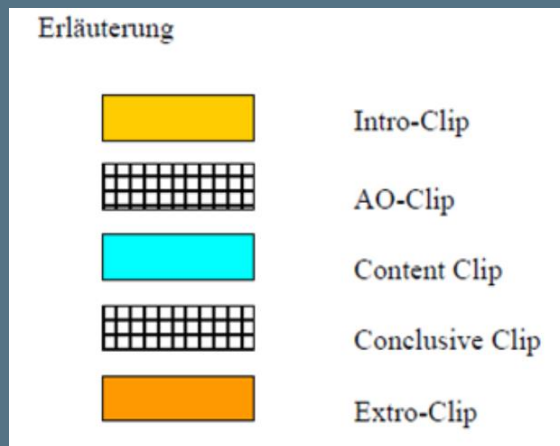 Erläuterung
Intro-Clip
AO-Clip
Content Clip
Conclusive Clip
Extro-Clip